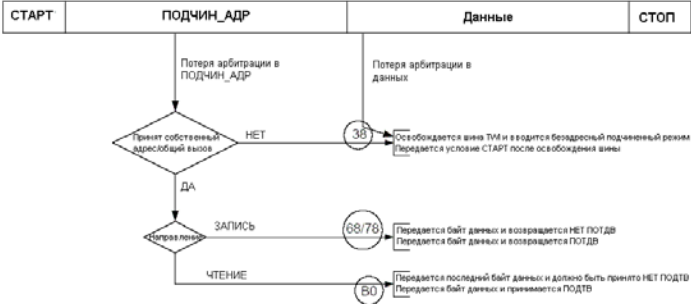 СТАРТ ПОДЧИН_АДР Данные СТОП
Потеря арбитрации в
ПОДЧИН_АДР
Потеря арбитрации в
данных
Принят собственный
адрес/общий вызов
НЕТ
38
Освобождается шина TWI и вводится безадресный подчиненный режим
Передается условие СТАРТ после освобождения шины
ДА
Направление
ЗАПИСЬ
68/78
Передается байт данных и возвращается НЕТ ПОТДВ
Передается байт данных и возвращается ПОТДВ
ЧТЕНИЕ
B0
Передается последний байт данных и должно быть принято НЕТ ПОДТВ
Передается байт данных и принимается ПОДТВ